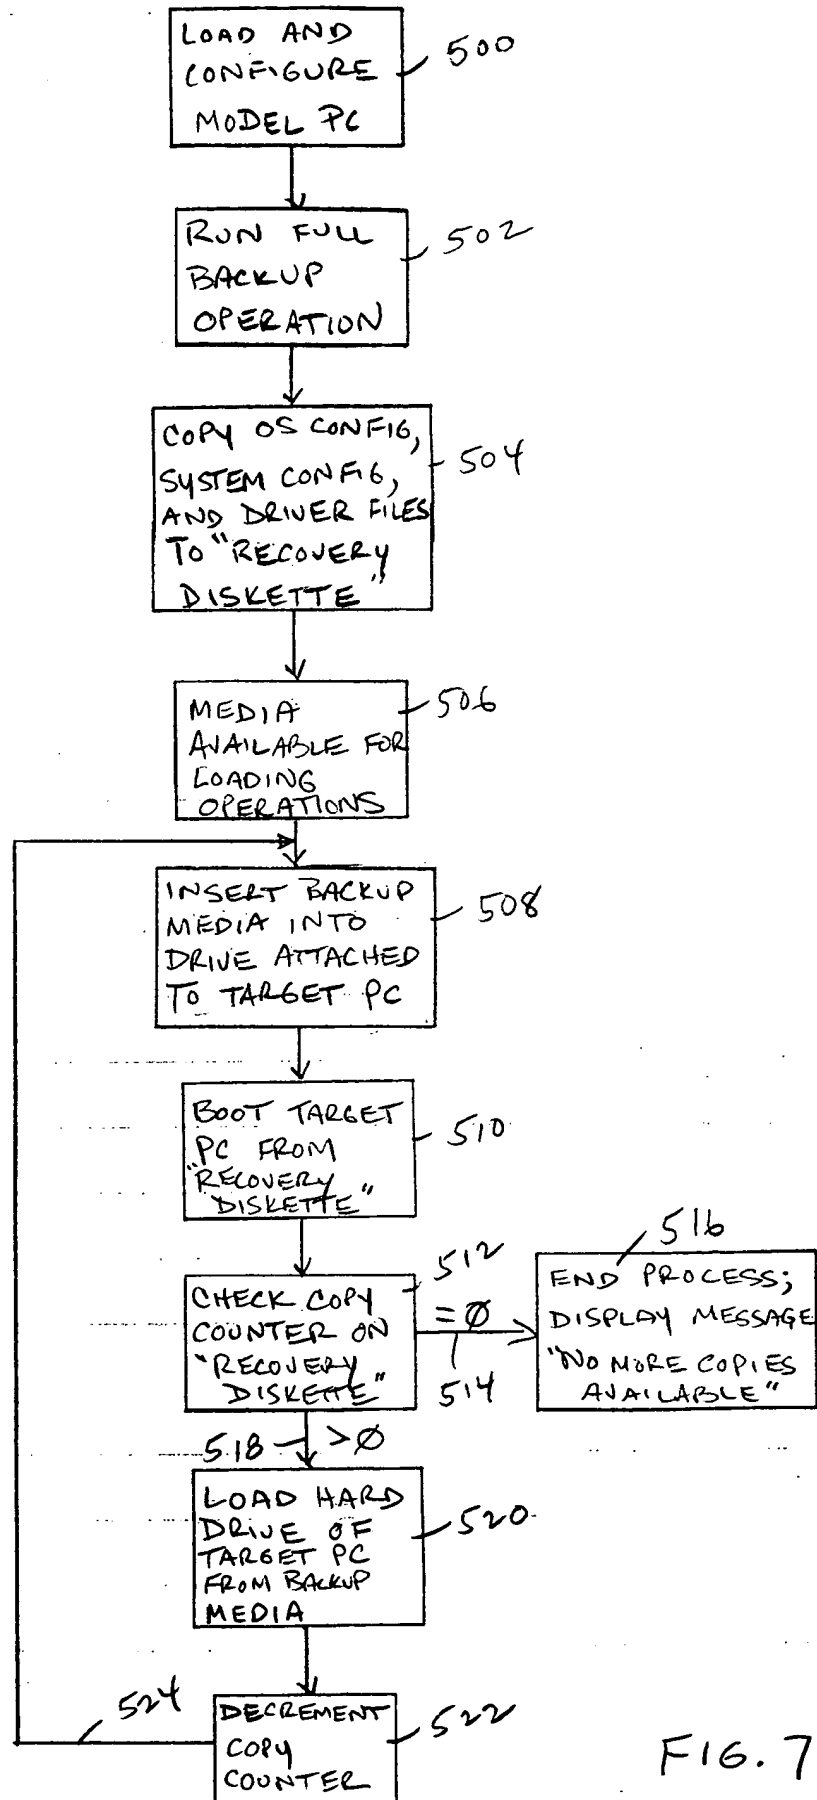 LOAD AND
CONFIGURE
MODEL PC
500
RUN FULL
BACKUP
OPERATION
502
COPY OS CONFIG,
SYSTEM CONFIG,
AND DRIVER FILES
TO "RECOVERY
DISKETTE"
504
MEDIA
AVAILABLE FOR
LOADING
OPERATIONS
506
INSERT BACKUP
MEDIA INTO
DRIVE ATTACHED
TO TARGET PC
508
BOOT TARGET
PC FROM
"RECOVERY
DISKETTE"
510
CHECK COPY
COUNTER ON
"RECOVERY
DISKETTE"
512
= Ø
514
END PROCESS;
DISPLAY MESSAGE
"NO MORE COPIES
AVAILABLE"
516
518 > Ø
LOAD HARD
DRIVE OF
TARGET PC
FROM BACKUP
MEDIA
520
DECREMENT
COPY
COUNTER
522
524
FIG. 7